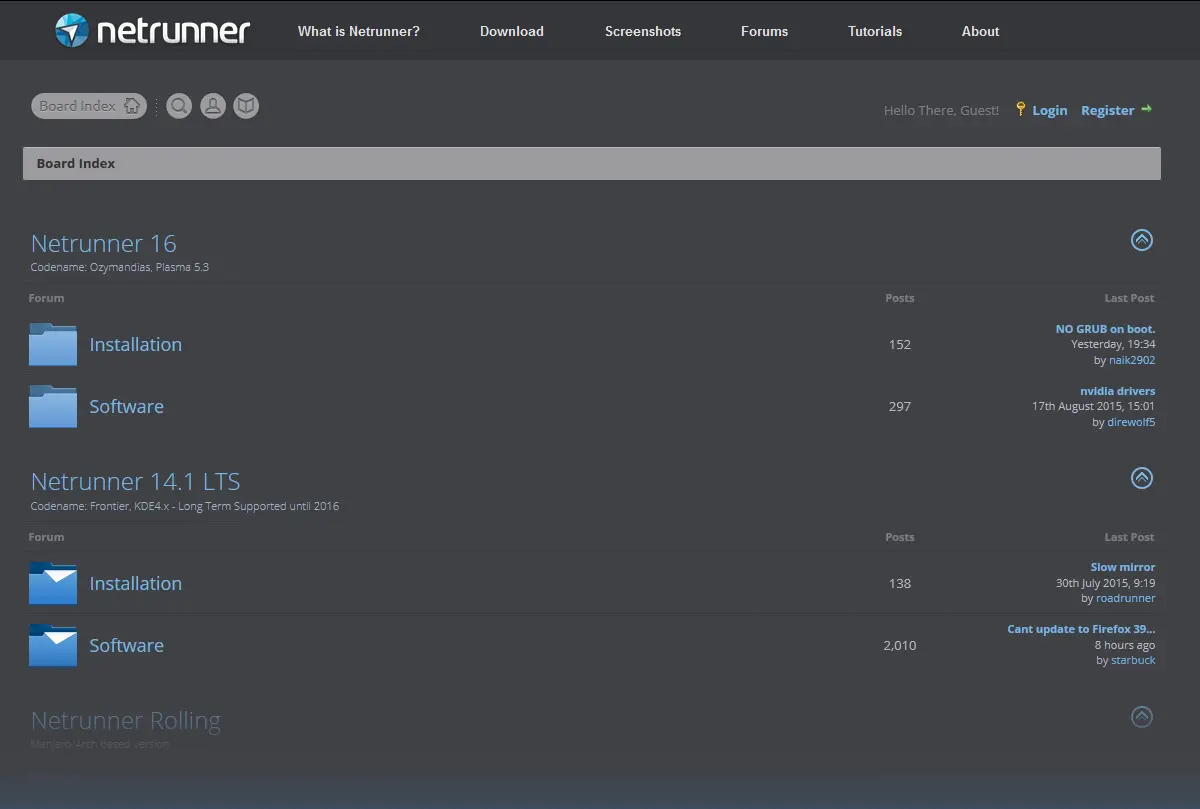 netrunner
What is Netrunner? Download Screenshots Forums Tutorials About
Board Index
Hello There, Guest! Login Register
Board Index
Netrunner 16
Codename: Ozymandias, Plasma 5.3
Forum Posts Last Post
Installation 152
NO GRUB on boot.
Yesterday, 19:34
by naik2902
Software 297
nvidia drivers
17th August 2015, 15:01
by direwolf5
Netrunner 14.1 LTS
Codename: Frontier, KDE4.x - Long Term Supported until 2016
Forum Posts Last Post
Installation 138
Slow mirror
30th July 2015, 9:19
by roadrunner
Software 2,010
Cant update to Firefox 39...
8 hours ago
by starbuck
Netrunner Rolling
Manjaro/Arch based version